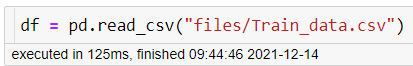 df = pd.read_csv("files/Train_data.csv")
executed in 125ms, finished 09:44:46 2021-12-14